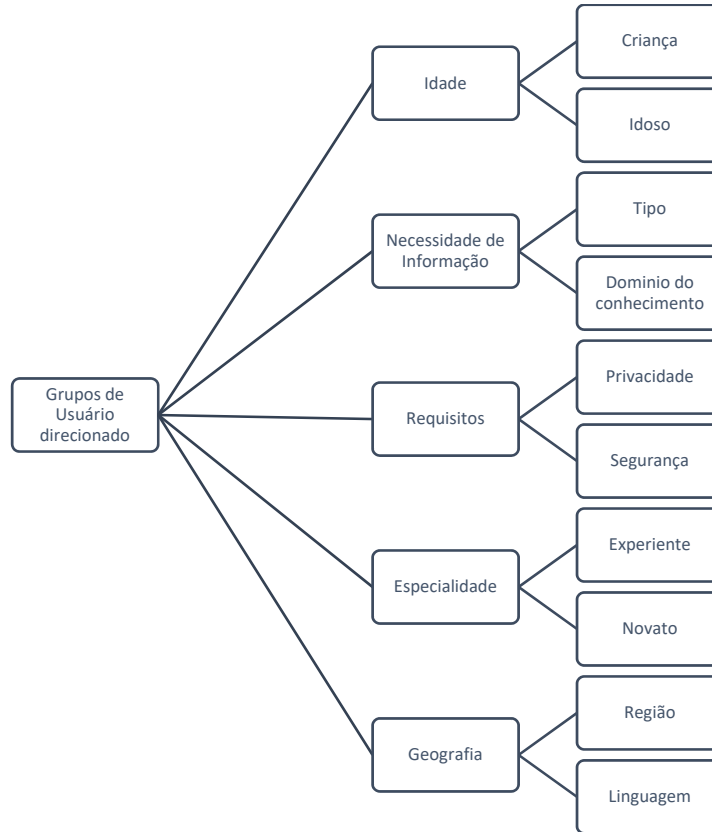 Criança
Idade
Idoso
Tipo
Necessidade de
Informação
Dominio do
conhecimento
Grupos de
Usuário
direcionado
Privacidade
Requisitos
Segurança
Experiente
Especialidade
Novato
Região
Geografia
Linguagem